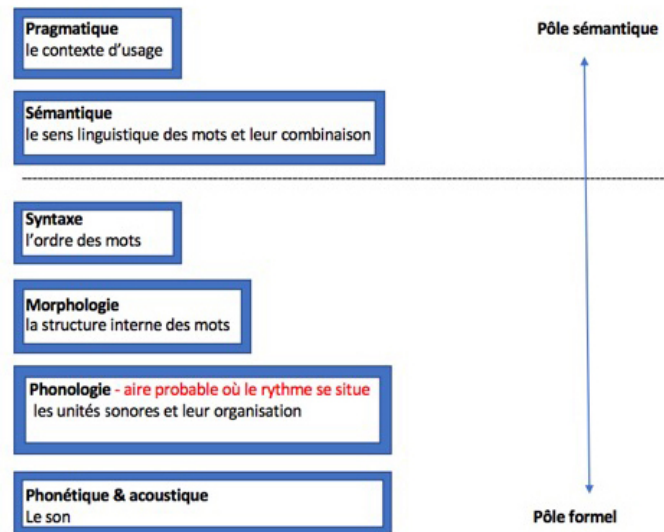 Pragmatique
le contexte d'usage
Pôle sémantique
Sémantique
le sens linguistique des mots et leur combinaison
Syntaxe
l'ordre des mots
Morphologie
la structure interne des mots
Phonologie - aire probable où le rythme se situe
les unités sonores et leur organisation
Phonétique & acoustique
Le son
Pôle formel